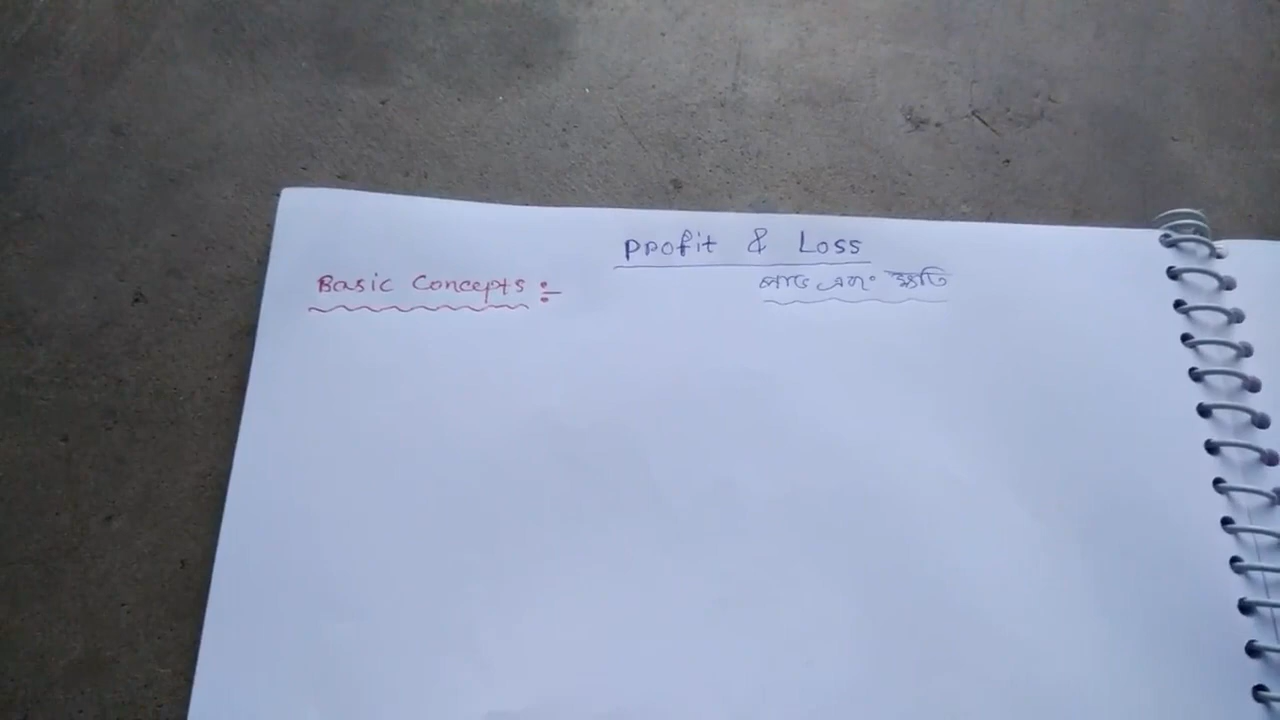 Profit & Loss
লাভ এবং ক্ষতি
Basic Concepts :-